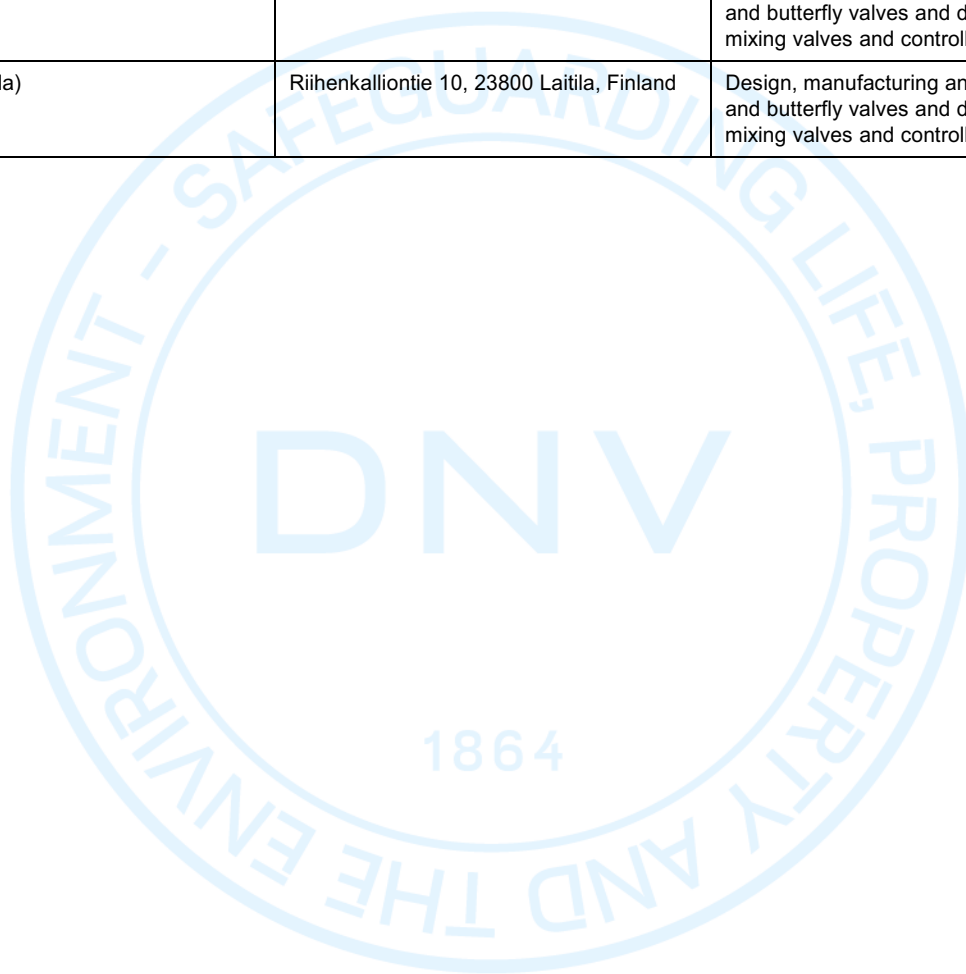 and butterfly valves and d
mixing valves and controll
la) Riihenkalliontie 10, 23800 Laitila, Finland Design, manufacturing an
and butterfly valves and d
mixing valves and controll
SAFEGUARDING LIFE, PROPERTY AND THE ENVIRONMENT -
DNV
1864